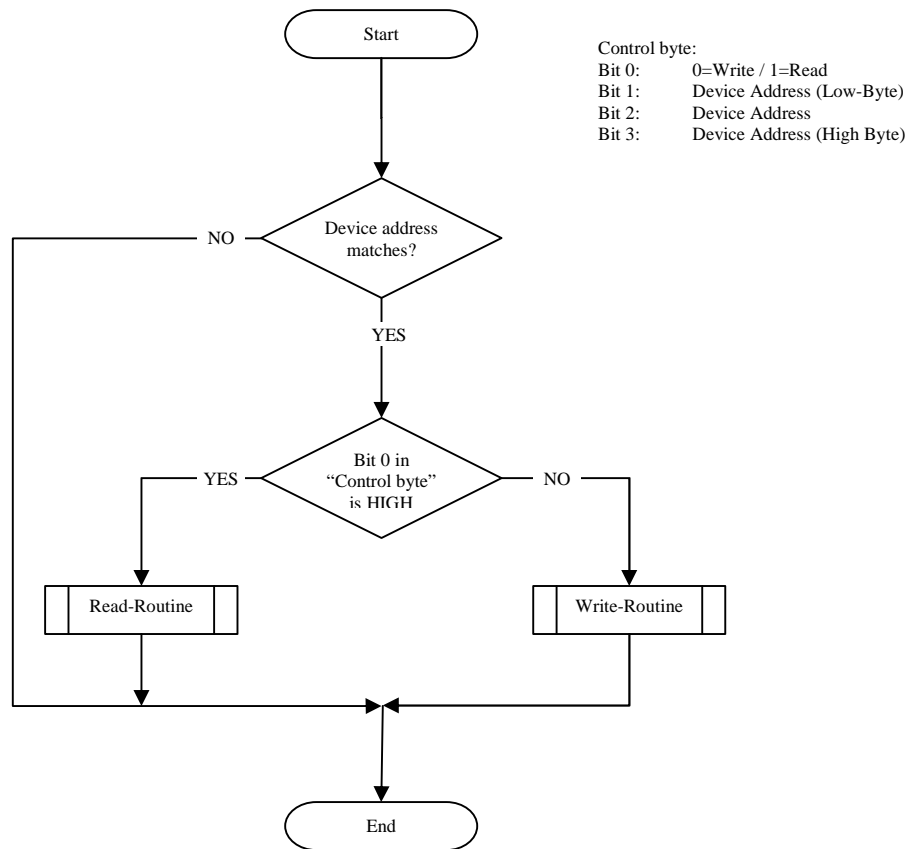 Start
Control byte:
Bit 0: 0=Write / 1=Read
Bit 1: Device Address (Low-Byte)
Bit 2: Device Address
Bit 3: Device Address (High Byte)
Device address
matches?
NO
YES
Bit 0 in
“Control byte”
is HIGH
YES
NO
Read-Routine
Write-Routine
End